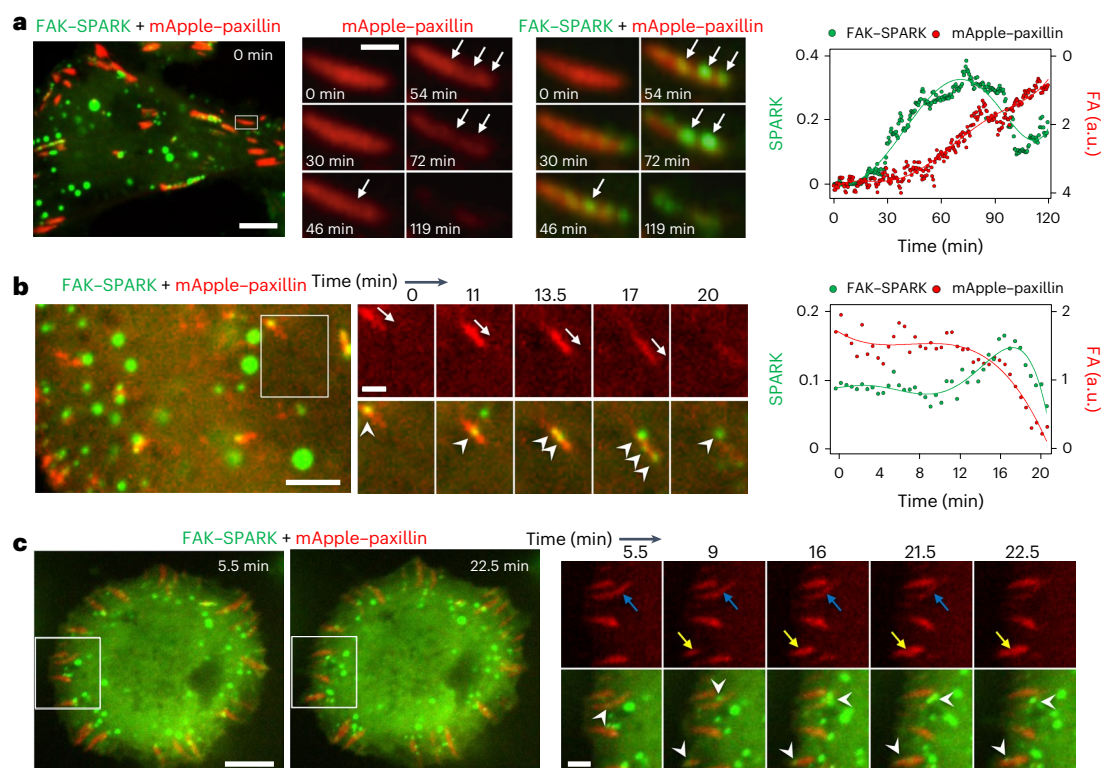 a
FAK–SPARK + mApple–paxillin
0 min
mApple–paxillin
0 min
54 min
30 min
72 min
46 min
119 min
FAK–SPARK + mApple–paxillin
0 min
54 min
30 min
72 min
46 min
119 min
FAK–SPARK mApple–paxillin
0.4
0.2
0
SPARK
0
2
4
FA (a.u.)
0 30 60 90 120
Time (min)
b
FAK–SPARK + mApple–paxillin
Time (min)
0 11 13.5 17 20
FAK–SPARK mApple–paxillin
0.2
0.1
0
SPARK
2
1
0
FA (a.u.)
0 4 8 12 16 20
Time (min)
c
FAK–SPARK + mApple–paxillin
5.5 min
22.5 min
Time (min)
5.5 9 16 21.5 22.5